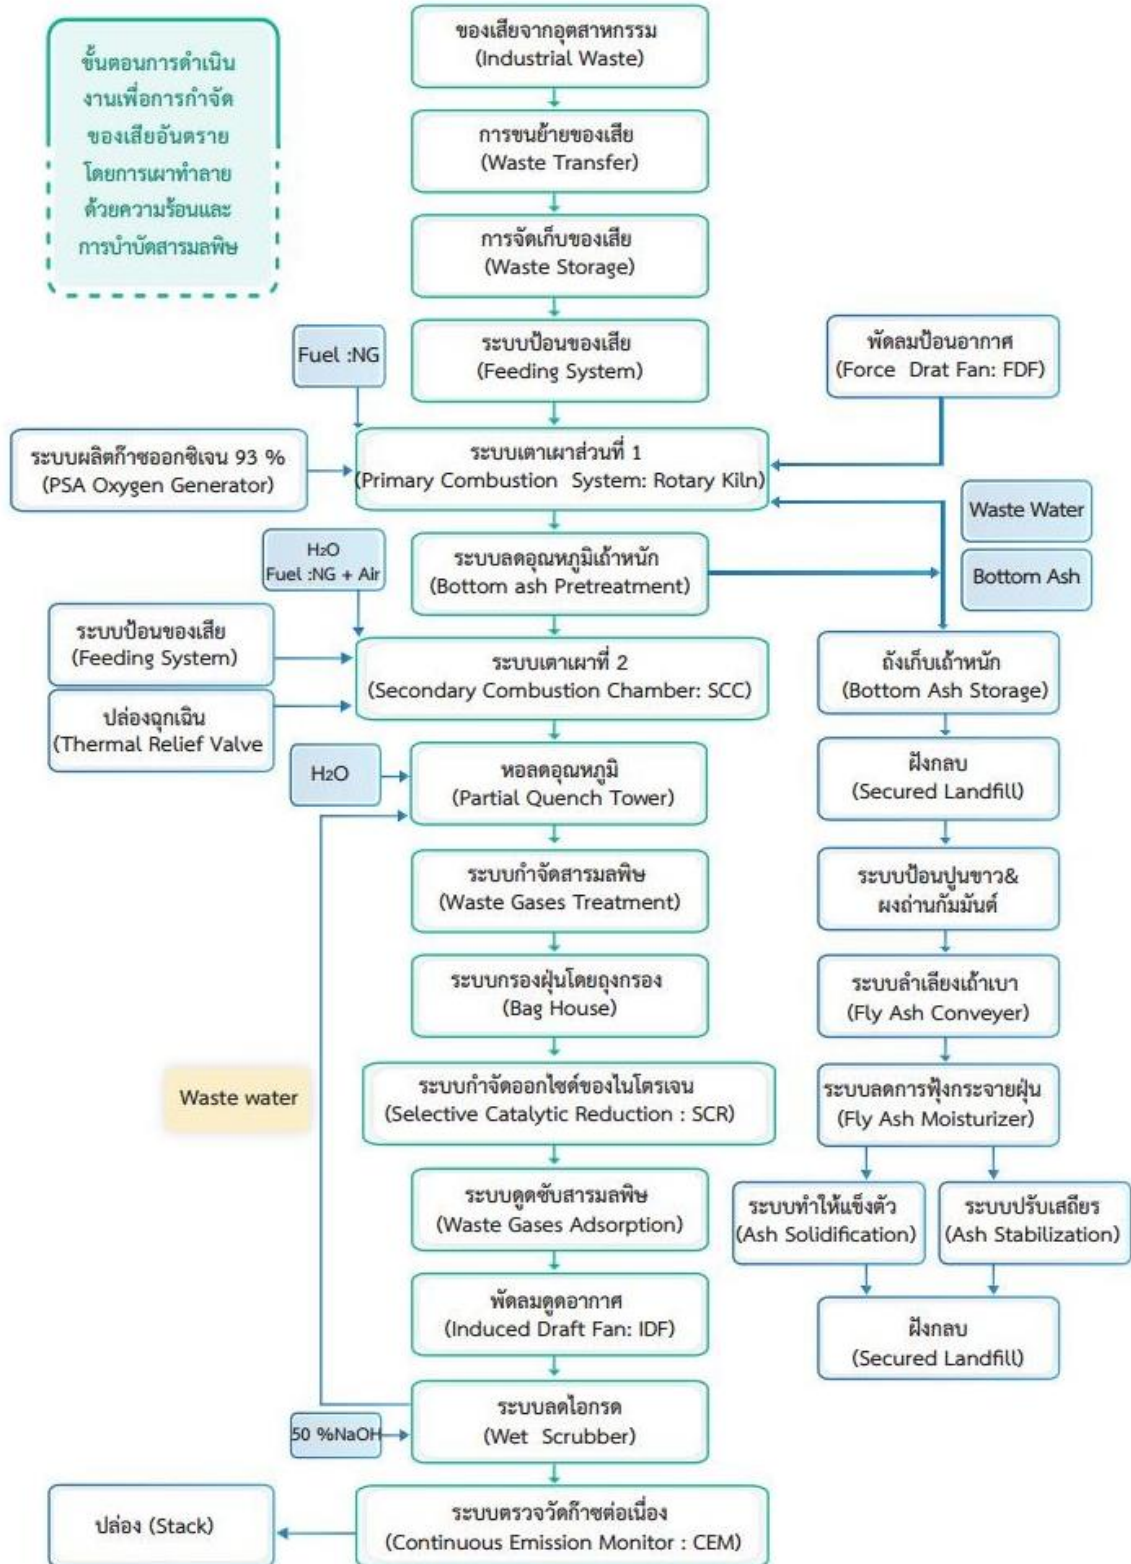 ขั้นตอนการดำเนิน
งานเพื่อการกำจัด
ของเสียอันตราย
โดยการเผาทำลาย
ด้วยความร้อนและ
การบำบัดสารมลพิษ
ของเสียจากอุตสาหกรรม
(Industrial Waste)
การขนย้ายของเสีย
(Waste Transfer)
การจัดเก็บของเสีย
(Waste Storage)
Fuel :NG
ระบบป้อนของเสีย
(Feeding System)
พัดลมป้อนอากาศ
(Force Drat Fan: FDF)
ระบบผลิตก๊าซออกซิเจน 93 %
(PSA Oxygen Generator)
ระบบเตาเผาส่วนที่ 1
(Primary Combustion System: Rotary Kiln)
Waste Water
H₂O
Fuel :NG + Air
ระบบลดอุณหภูมิเถ้าหนัก
(Bottom ash Pretreatment)
Bottom Ash
ระบบป้อนของเสีย
(Feeding System)
ระบบเตาเผาที่ 2
(Secondary Combustion Chamber: SCC)
ถังเก็บเถ้าหนัก
(Bottom Ash Storage)
ปล่องฉุกเฉิน
(Thermal Relief Valve
H₂O
หอลดอุณหภูมิ
(Partial Quench Tower)
ฝังกลบ
(Secured Landfill)
ระบบกำจัดสารมลพิษ
(Waste Gases Treatment)
ระบบป้อนปูนขาว&
ผงถ่านกัมมันต์
ระบบกรองฝุ่นโดยถุงกรอง
(Bag House)
ระบบลำเลียงเถ้าเบา
(Fly Ash Conveyer)
Waste water
ระบบกำจัดออกไซด์ของไนโตรเจน
(Selective Catalytic Reduction : SCR)
ระบบลดการฟุ้งกระจายฝุ่น
(Fly Ash Moisturizer)
ระบบดูดซับสารมลพิษ
(Waste Gases Adsorption)
ระบบทำให้แข็งตัว
(Ash Solidification)
ระบบปรับเสถียร
(Ash Stabilization)
พัดลมดูดอากาศ
(Induced Draft Fan: IDF)
ฝังกลบ
(Secured Landfill)
50 %NaOH
ระบบลดไอกรด
(Wet Scrubber)
ปล่อง (Stack)
ระบบตรวจวัดก๊าซต่อเนื่อง
(Continuous Emission Monitor : CEM)